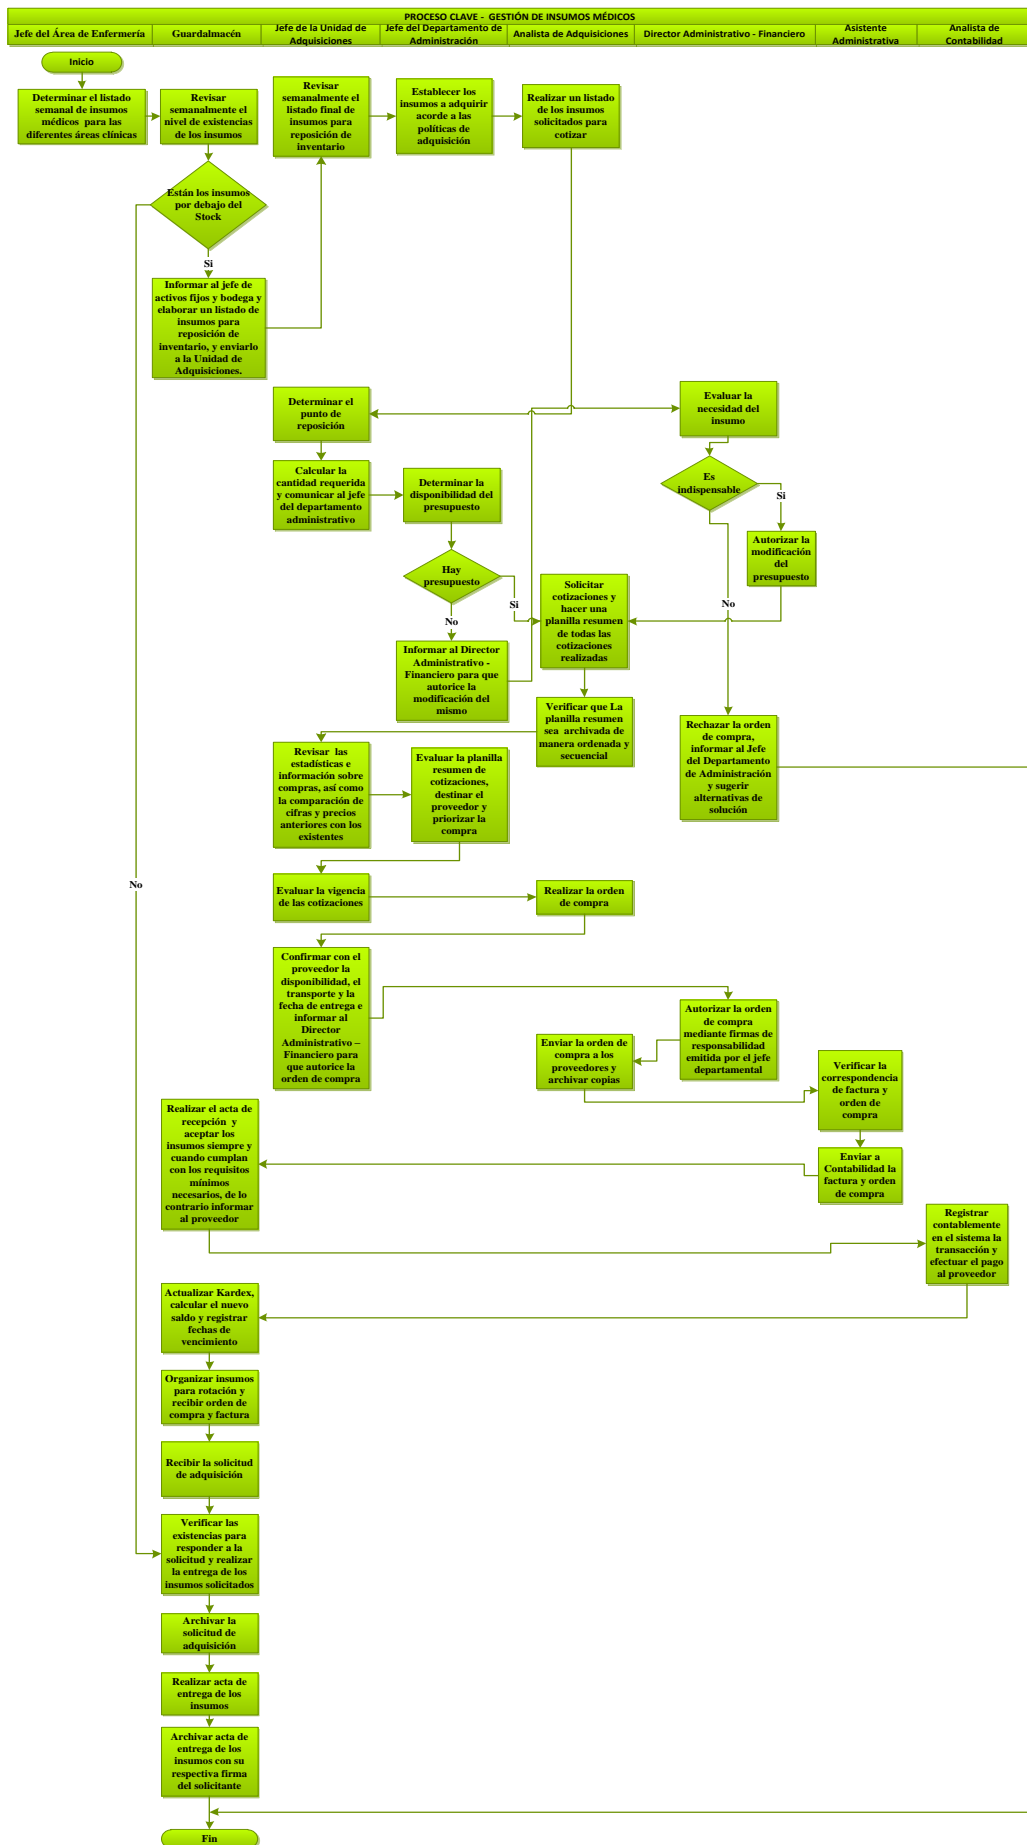 PROCESO CLAVE - GESTIÓN DE INSUMOS MÉDICOS
Jefe del Área de Enfermería
Guardalmacén
Jefe de la Unidad de
Adquisiciones
Jefe del Departamento de
Administración
Analista de Adquisiciones
Director Administrativo - Financiero
Asistente
Administrativa
Analista de
Contabilidad
Inicio
Determinar el listado
semanal de insumos
médicos para las
diferentes áreas clínicas
Revisar
semanalmente el
nivel de existencias
de los insumos
Revisar
semanalmente el
listado final de
insumos para
reposición de
inventario
Establecer los
insumos a adquirir
acorde a las
políticas de
adquisición
Realizar un listado
de los insumos
solicitados para
cotizar
Están los insumos
por debajo del
Stock
Si
Informar al jefe de
activos fijos y bodega y
elaborar un listado de
insumos para
reposición de
inventario, y enviarlo
a la Unidad de
Adquisiciones.
Determinar el
punto de
reposición
Evaluar la
necesidad del
insumo
Calcular la
cantidad requerida
y comunicar al jefe
del departamento
administrativo
Determinar la
disponibilidad del
presupuesto
Es
indispensable
Si
Autorizar la
modificación
del
presupuesto
Hay
presupuesto
Si
No
No
Solicitar
cotizaciones y
hacer una
planilla resumen
de todas las
cotizaciones
realizadas
Informar al Director
Administrativo -
Financiero para que
autorice la
modificación del
mismo
Verificar que La
planilla resumen
sea archivada de
manera ordenada y
secuencial
Rechazar la orden
de compra,
informar al Jefe
del Departamento
de Administración
y sugerir
alternativas de
solución
Revisar las
estadísticas e
información sobre
compras, así como
la comparación de
cifras y precios
anteriores con los
existentes
Evaluar la planilla
resumen de
cotizaciones,
destinar el
proveedor y
priorizar la
compra
No
Evaluar la vigencia
de las cotizaciones
Realizar la orden
de compra
Confirmar con el
proveedor la
disponibilidad, el
transporte y la
fecha de entrega e
informar al
Director
Administrativo –
Financiero para
que autorice la
orden de compra
Autorizar la orden
de compra
mediante firmas de
responsabilidad
emitida por el jefe
departamental
Enviar la orden de
compra a los
proveedores y
archivar copias
Verificar la
correspondencia
de factura y
orden de
compra
Realizar el acta de
recepción y
aceptar los
insumos siempre y
cuando cumplan
con los requisitos
mínimos
necesarios, de lo
contrario informar
al proveedor
Enviar a
Contabilidad la
factura y orden
de compra
Registrar
contablemente
en el sistema la
transacción y
efectuar el pago
al proveedor
Actualizar Kardex,
calcular el nuevo
saldo y registrar
fechas de
vencimiento
Organizar insumos
para rotación y
recibir orden de
compra y factura
Recibir la solicitud
de adquisición
Verificar las
existencias para
responder a la
solicitud y realizar
la entrega de los
insumos solicitados
Archivar la
solicitud de
adquisición
Realizar acta de
entrega de los
insumos
Archivar acta de
entrega de los
insumos con su
respectiva firma
del solicitante
Fin